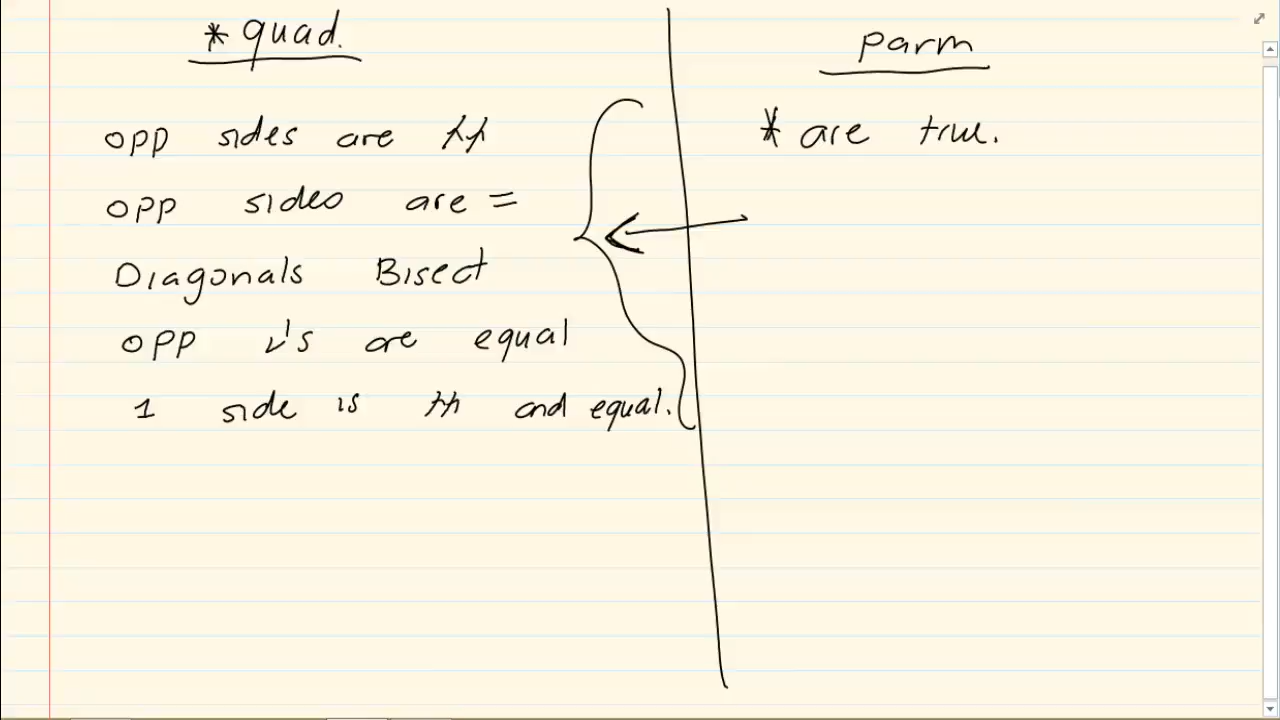 * quad.
opp sides are //
opp sides are =
Diagonals Bisect
opp ∠'s are equal
1 side is // and equal.
parm
* are true.